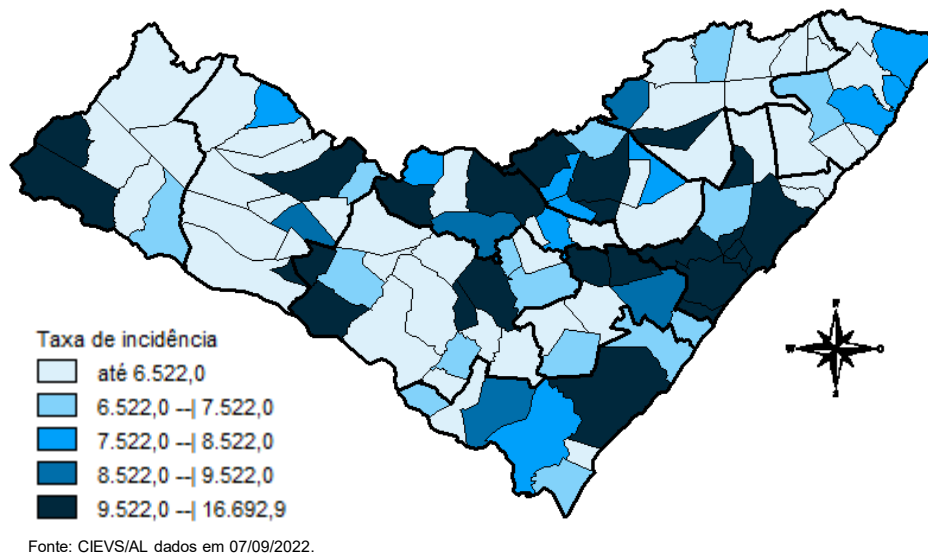 Taxa de incidência
até 6.522,0
6.522,0 --| 7.522,0
7.522,0 --| 8.522,0
8.522,0 --| 9.522,0
9.522,0 --| 16.692,9
Fonte: CIEVS/AL dados em 07/09/2022.